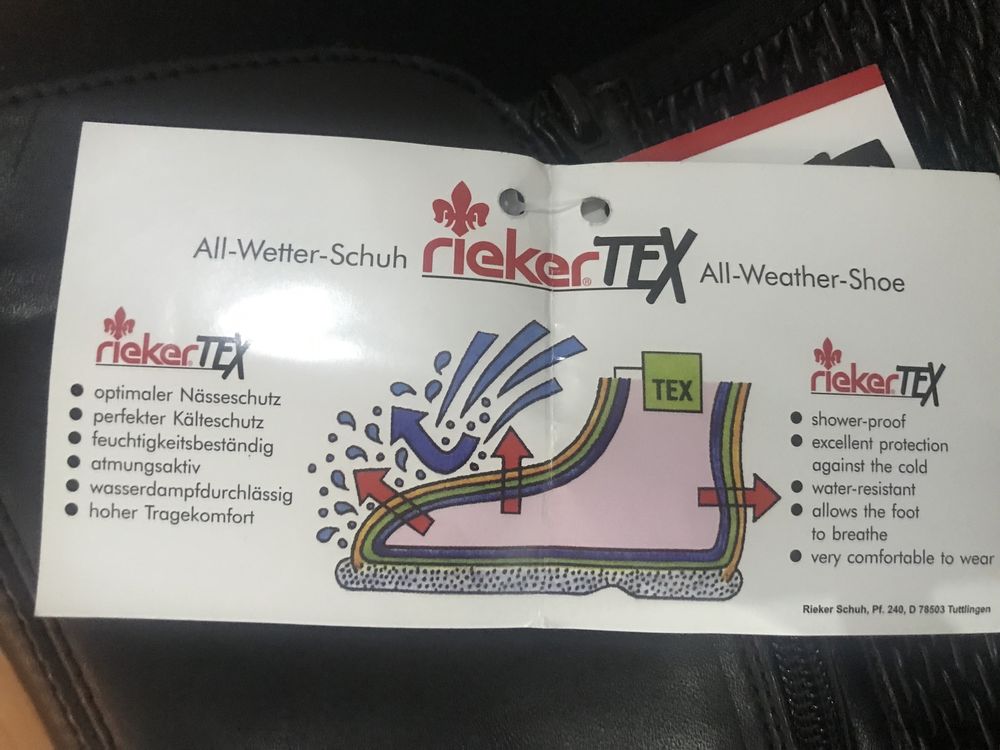 All-Wetter-Schuh
riekerTEX
All-Weather-Shoe
riekerTEX
optimaler Nässeschutz
perfekter Kälteschutz
feuchtigkeitsbeständig
atmungsaktiv
wasserdampfdurchlässig
hoher Tragekomfort
TEX
riekerTEX
shower-proof
excellent protection
against the cold
water-resistant
allows the foot
to breathe
very comfortable to wear
Rieker Schuh, Pf. 240, D 78503 Tuttlingen